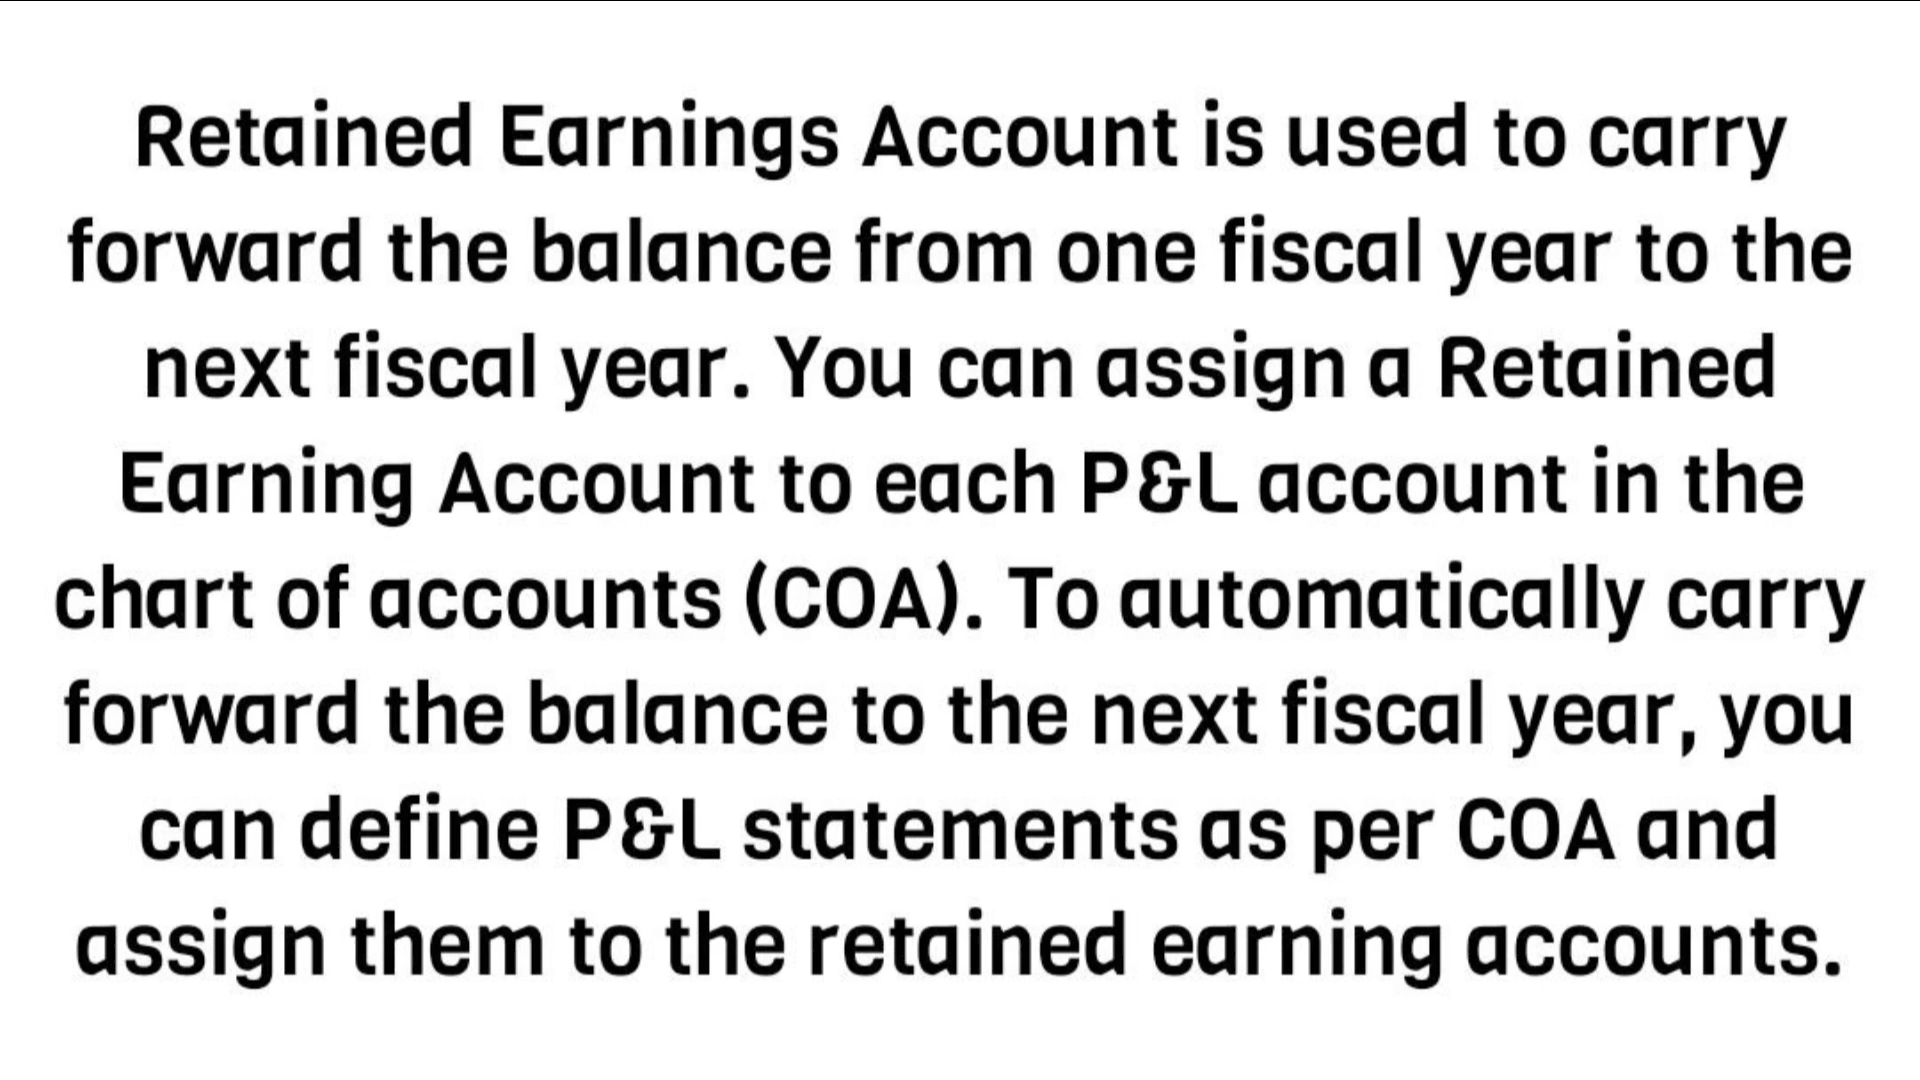 Retained Earnings Account is used to carry
forward the balance from one fiscal year to the
next fiscal year. You can assign a Retained
Earning Account to each P&L account in the
chart of accounts (COA). To automatically carry
forward the balance to the next fiscal year, you
can define P&L statements as per COA and
assign them to the retained earning accounts.